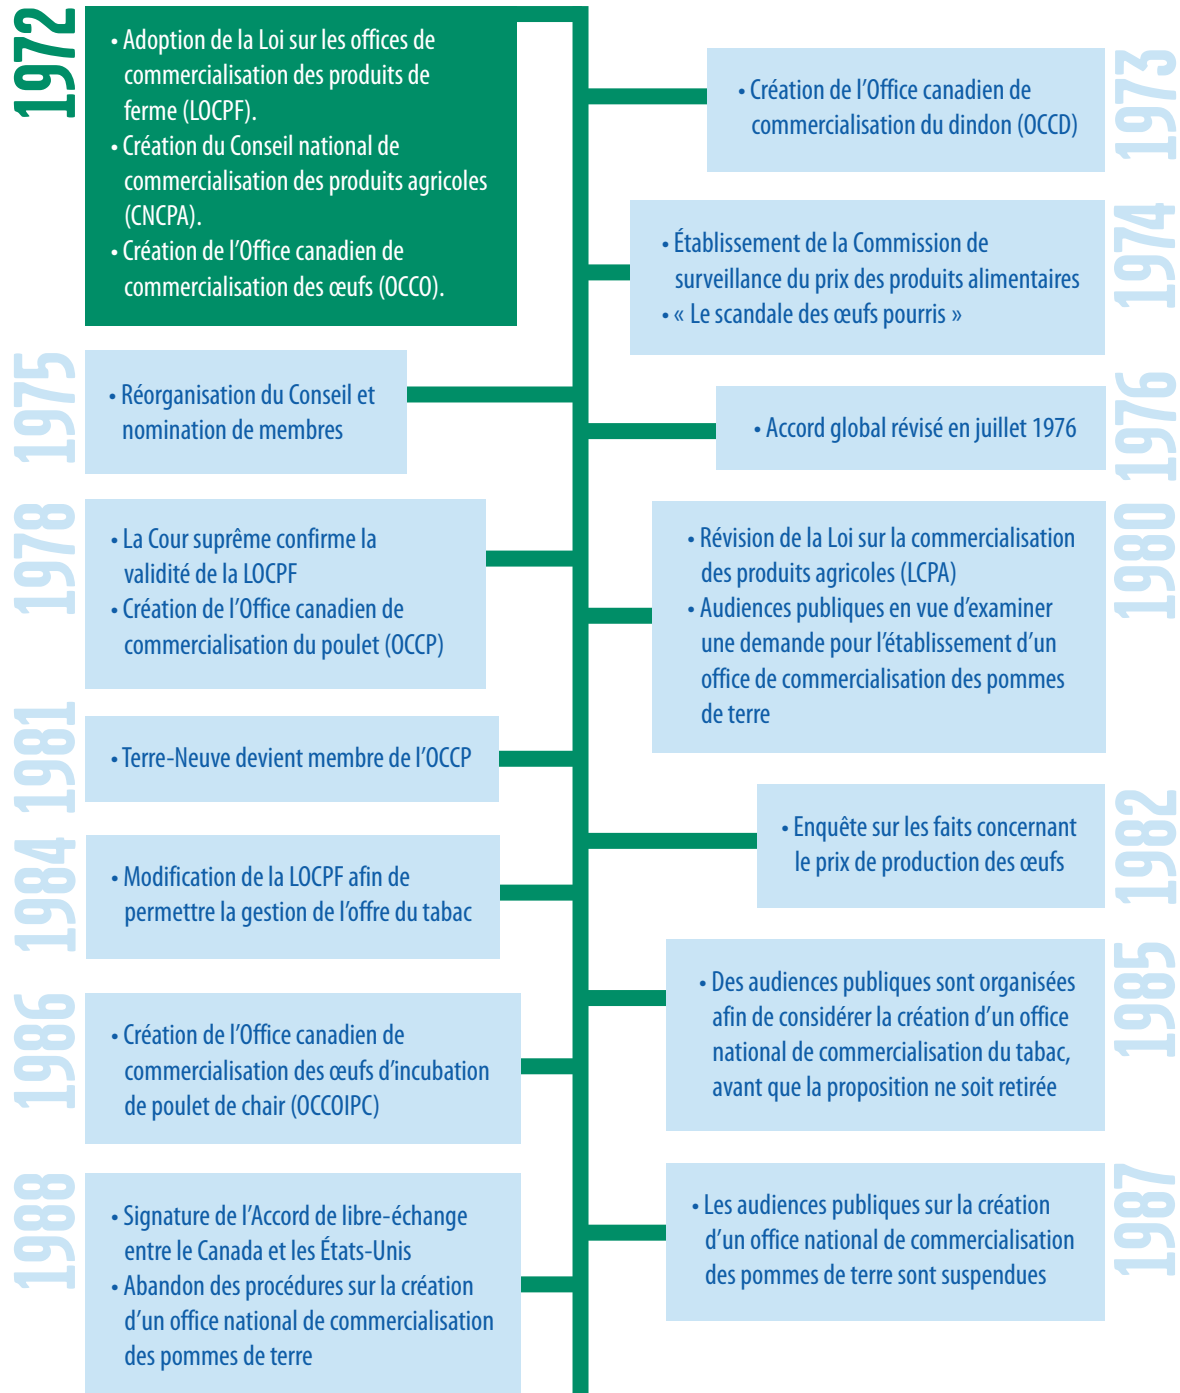 1972
• Adoption de la Loi sur les offices de
commercialisation des produits de
ferme (LOCPF).
• Création du Conseil national de
commercialisation des produits agricoles
(CNCPA).
• Création de l'Office canadien de
commercialisation des œufs (OCCO).
1973
• Création de l'Office canadien de
commercialisation du dindon (OCCD)
1974
• Établissement de la Commission de
surveillance du prix des produits alimentaires
• « Le scandale des œufs pourris »
1975
• Réorganisation du Conseil et
nomination de membres
1976
• Accord global révisé en juillet 1976
1978
• La Cour suprême confirme la
validité de la LOCPF
• Création de l'Office canadien de
commercialisation du poulet (OCCP)
1980
• Révision de la Loi sur la commercialisation
des produits agricoles (LCPA)
• Audiences publiques en vue d'examiner
une demande pour l'établissement d'un
office de commercialisation des pommes
de terre
1981
• Terre-Neuve devient membre de l'OCCP
1982
• Enquête sur les faits concernant
le prix de production des œufs
1984
• Modification de la LOCPF afin de
permettre la gestion de l'offre du tabac
1985
• Des audiences publiques sont organisées
afin de considérer la création d'un office
national de commercialisation du tabac,
avant que la proposition ne soit retirée
1986
• Création de l'Office canadien de
commercialisation des œufs d'incubation
de poulet de chair (OCCOIPC)
1987
• Les audiences publiques sur la création
d'un office national de commercialisation
des pommes de terre sont suspendues
1988
• Signature de l'Accord de libre-échange
entre le Canada et les États-Unis
• Abandon des procédures sur la création
d'un office national de commercialisation
des pommes de terre